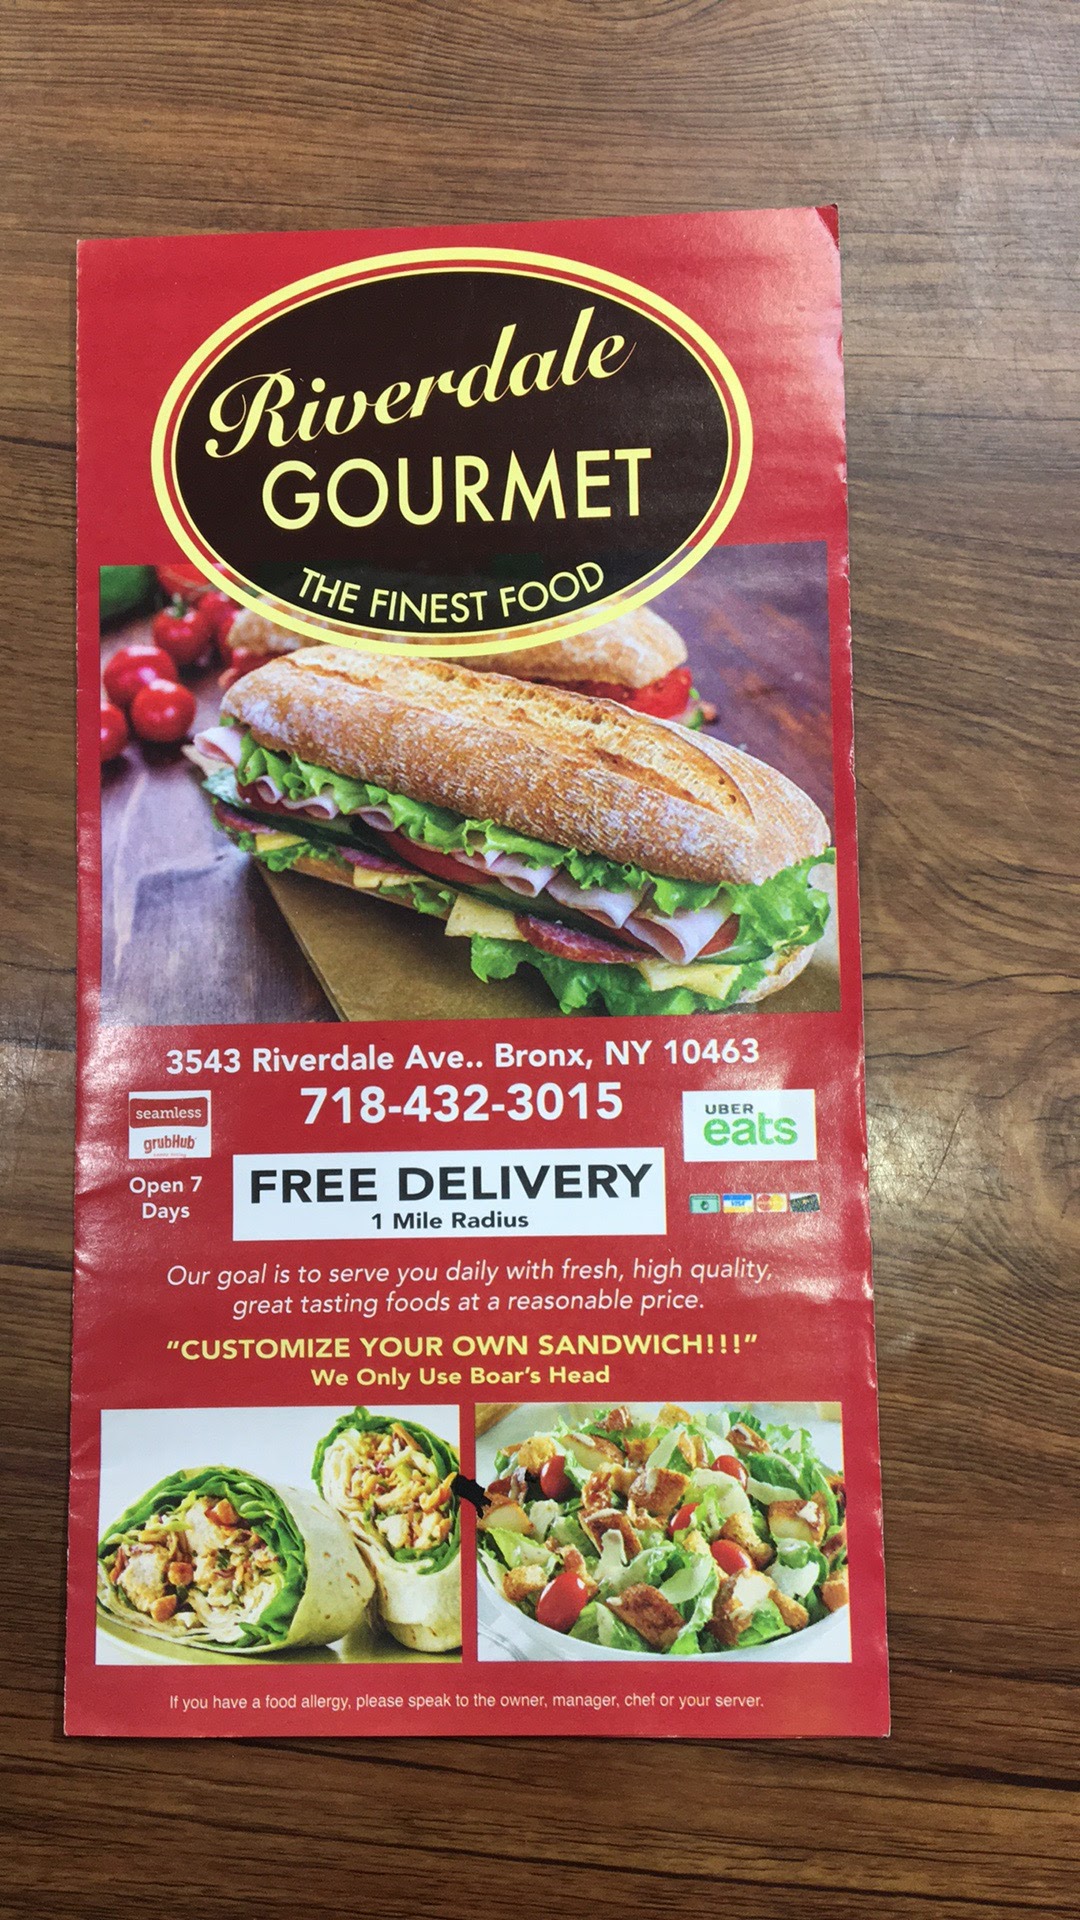 Riverdale
GOURMET
THE FINEST FOOD
3543 Riverdale Ave.. Bronx, NY 10463
718-432-3015
seamless
grubHub
UBER
eats
Open 7
Days
FREE DELIVERY
1 Mile Radius
VISA
Our goal is to serve you daily with fresh, high quality,
great tasting foods at a reasonable price.
"CUSTOMIZE YOUR OWN SANDWICH!!!"
We Only Use Boar's Head
If you have a food allergy, please speak to the owner, manager, chef or your server.